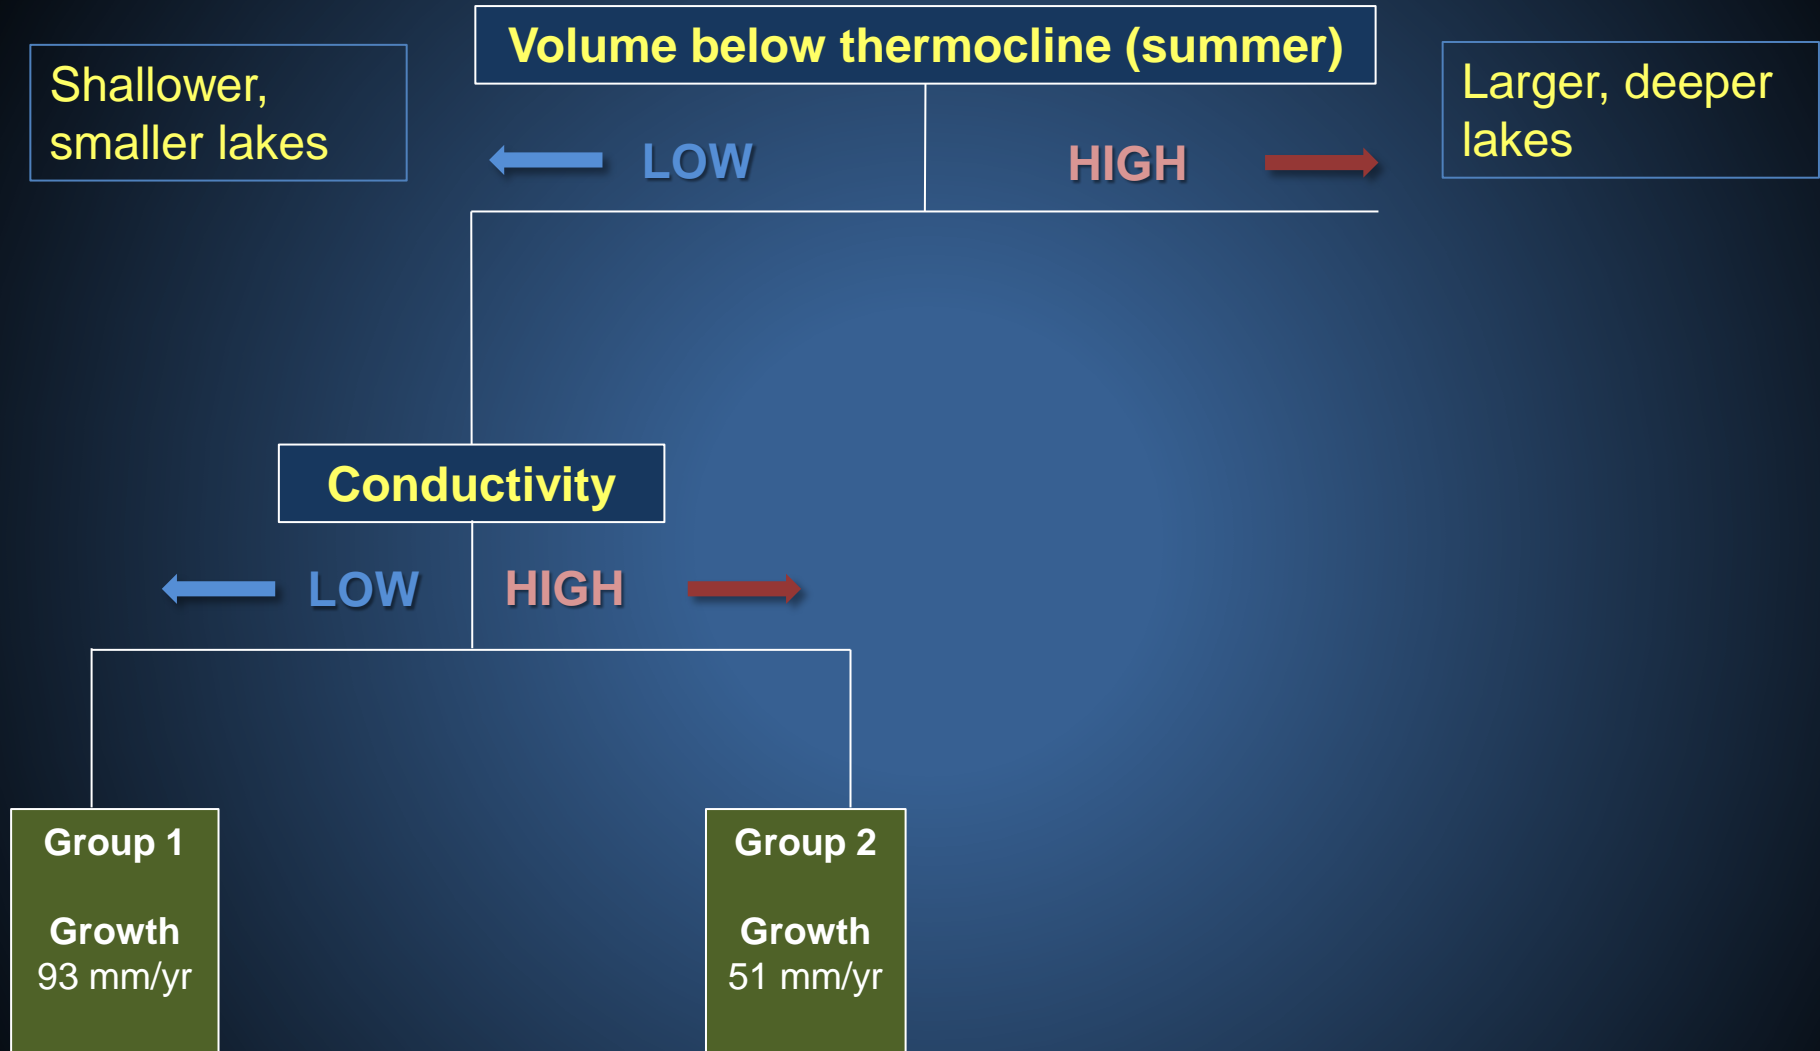 Volume below thermocline (summer)
Shallower,
smaller lakes
Larger, deeper
lakes
LOW
HIGH
Conductivity
LOW
HIGH
Group 1
Growth
93 mm/yr
Group 2
Growth
51 mm/yr